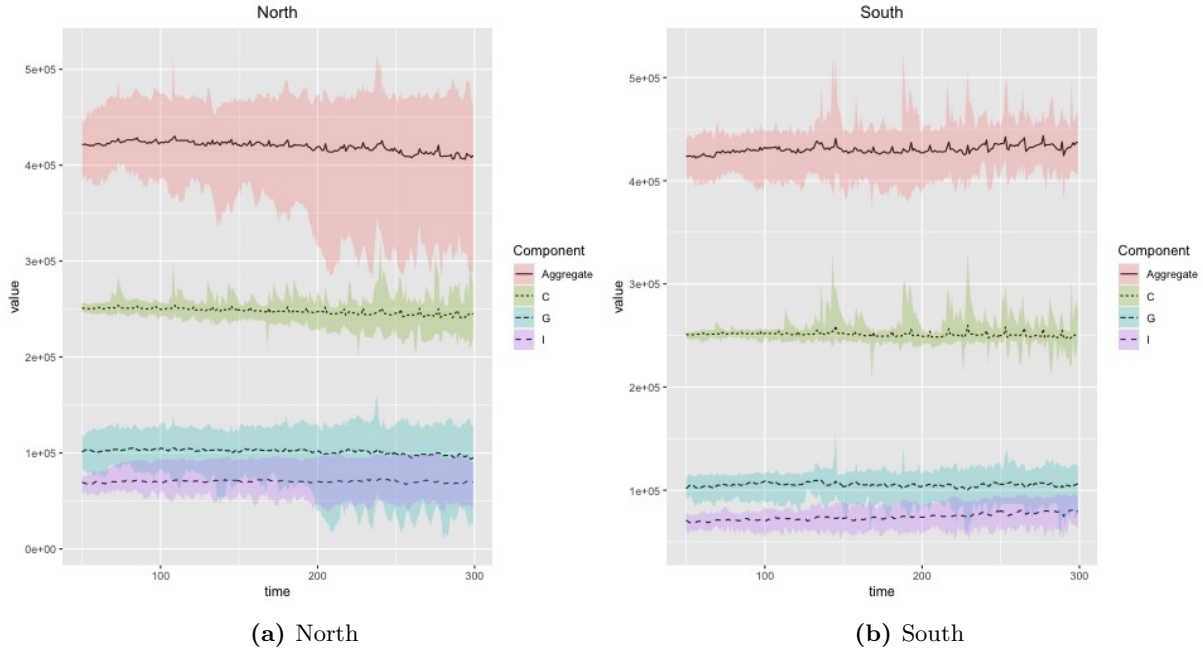 North
5e+05
4e+05
3e+05
2e+05
1e+05
0e+00
value
100
200
300
time
Component
Aggregate
C
G
I
(a) North
South
5e+05
4e+05
3e+05
2e+05
1e+05
value
100
200
300
time
Component
Aggregate
C
G
I
(b) South